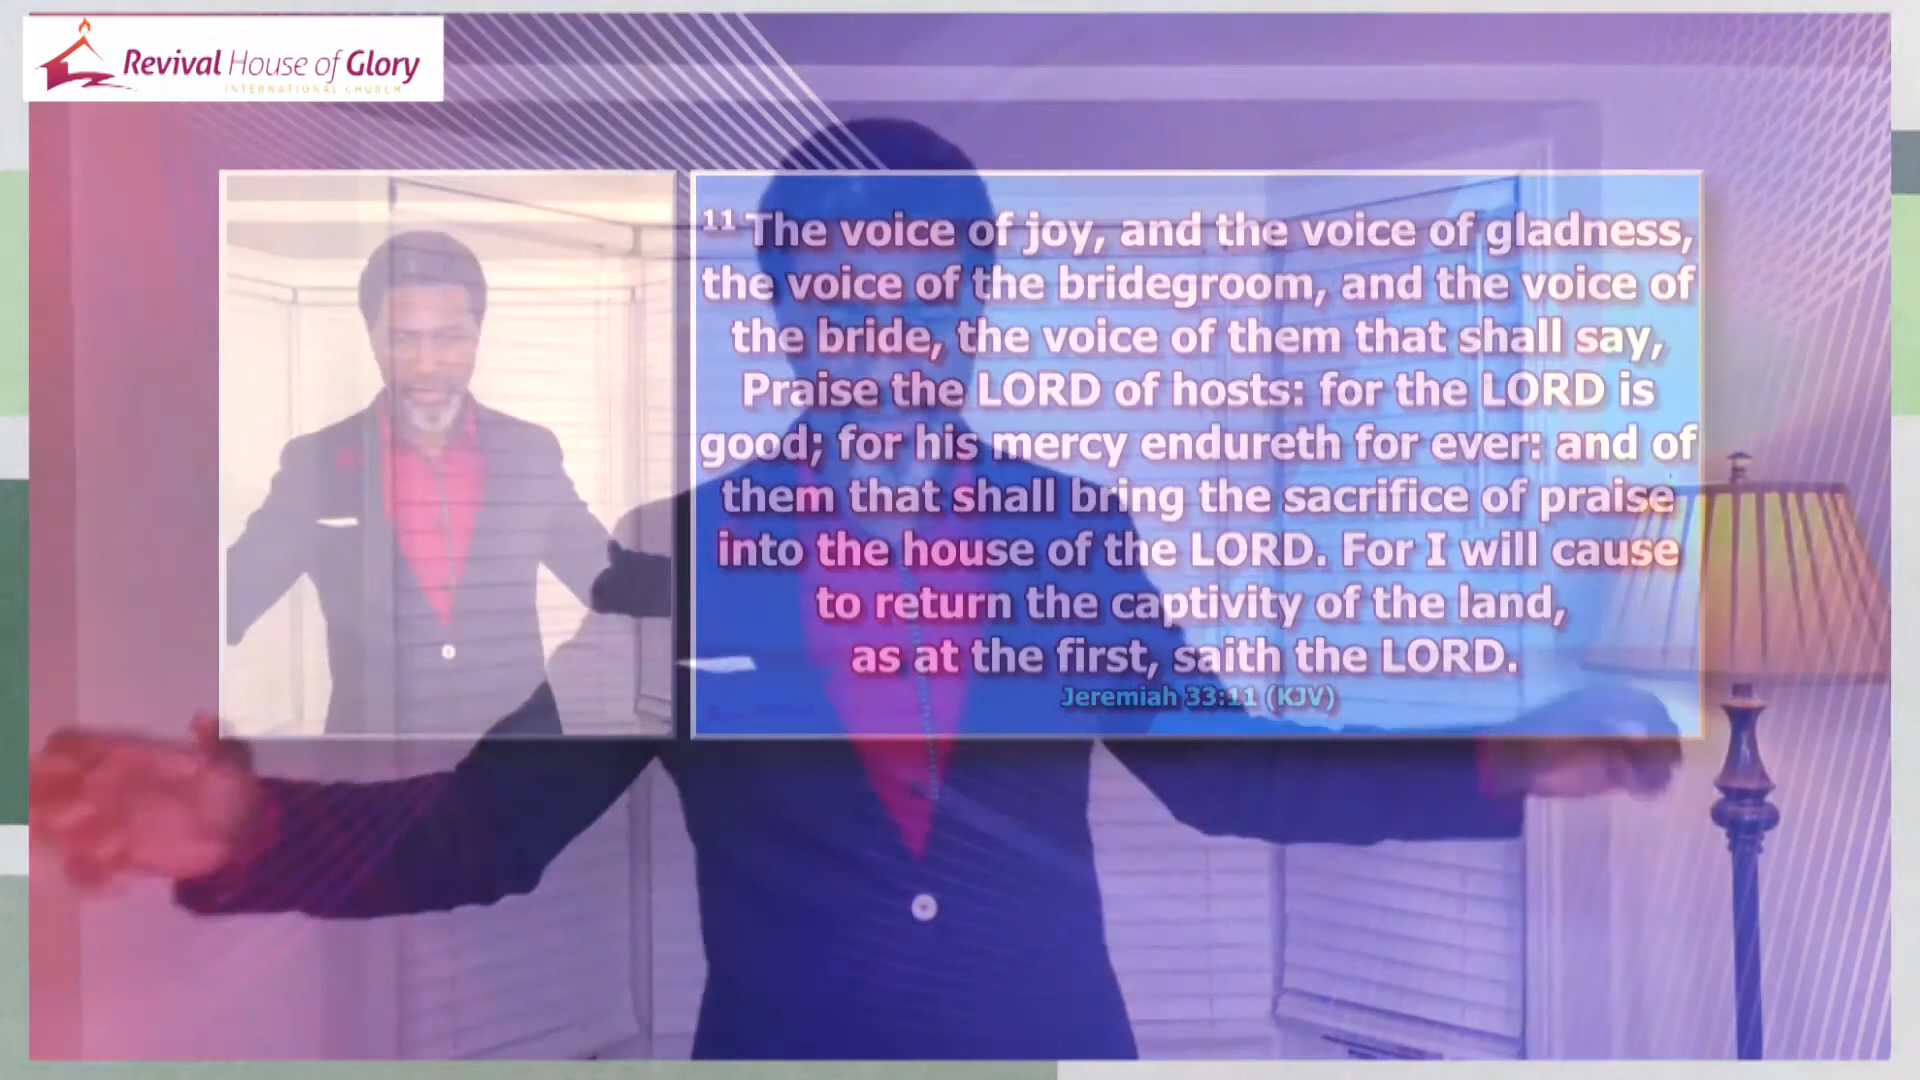 Revival House of Glory
INTERNATIONAL CHURCH
11 The voice of joy, and the voice of gladness,
the voice of the bridegroom, and the voice of
the bride, the voice of them that shall say,
Praise the LORD of hosts: for the LORD is
good; for his mercy endureth for ever: and of
them that shall bring the sacrifice of praise
into the house of the LORD. For I will cause
to return the captivity of the land,
as at the first, saith the LORD.
Jeremiah 33:11 (KJV)